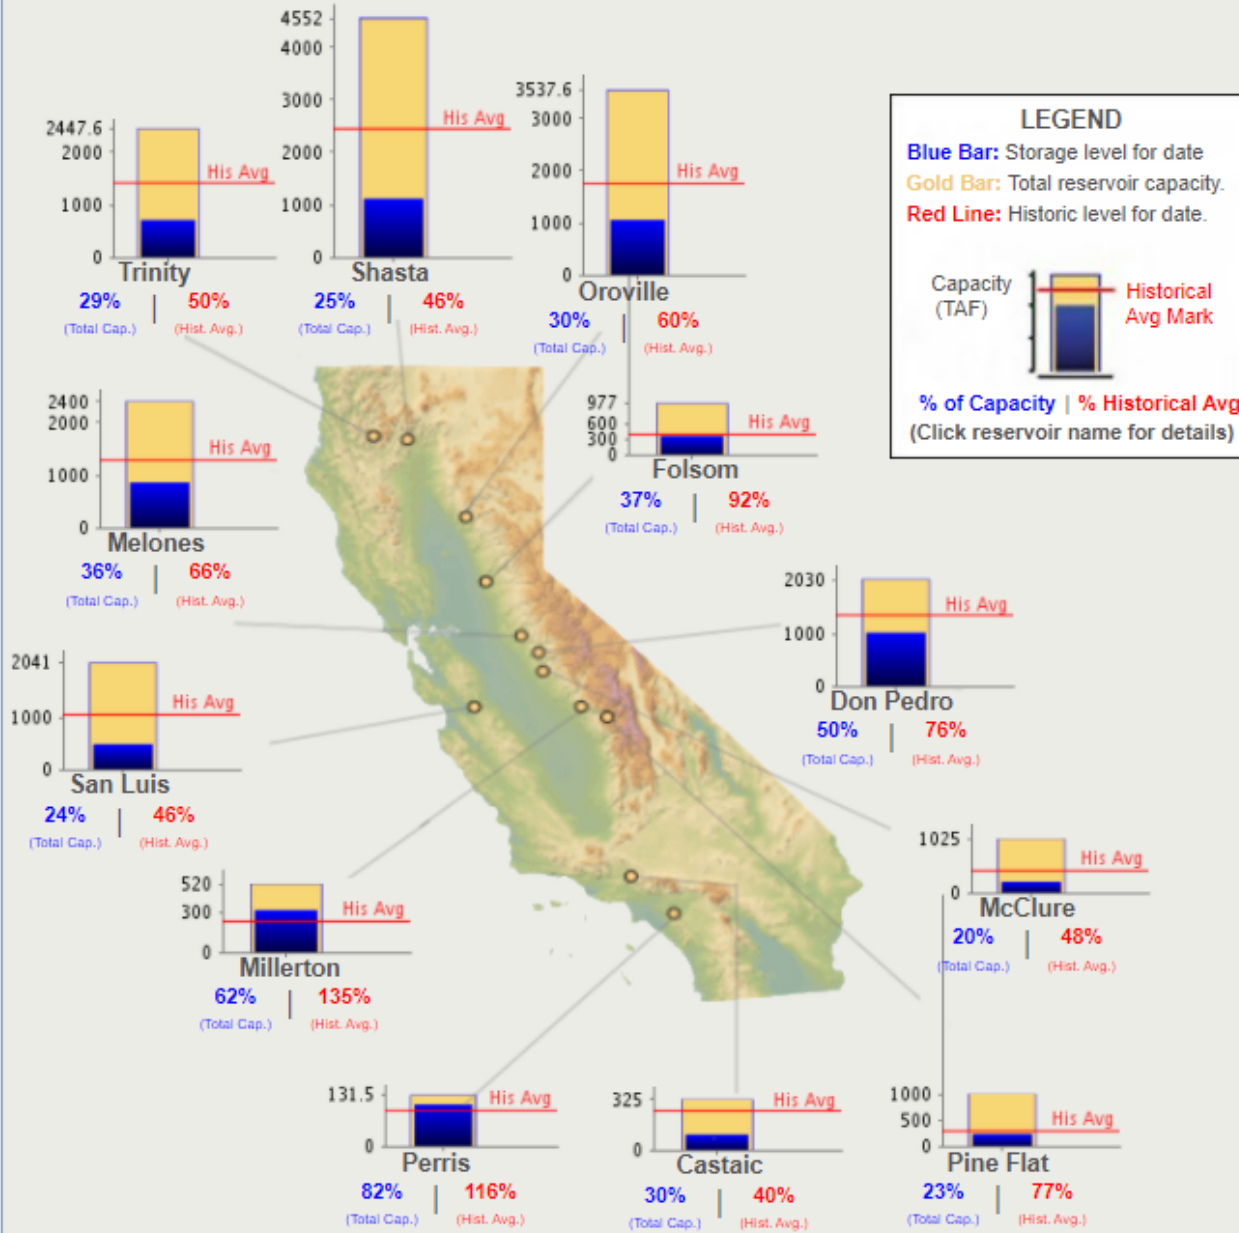 4552
4000
3000
2000
1000
0
His Avg
Shasta
25% | 46%
(Total Cap.) (Hist. Avg.)
2447.6
2000
1000
0
His Avg
Trinity
29% | 50%
(Total Cap.) (Hist. Avg.)
3537.6
3000
2000
1000
0
His Avg
Oroville
30% | 60%
(Total Cap.) (Hist. Avg.)
LEGEND
Blue Bar: Storage level for date
Gold Bar: Total reservoir capacity.
Red Line: Historic level for date.
Capacity
(TAF)
Historical
Avg Mark
% of Capacity | % Historical Avg
(Click reservoir name for details)
2400
2000
1000
0
His Avg
Melones
36% | 66%
(Total Cap.) (Hist. Avg.)
977
600
300
0
His Avg
Folsom
37% | 92%
(Total Cap.) (Hist. Avg.)
2030
1000
0
His Avg
Don Pedro
50% | 76%
(Total Cap.) (Hist. Avg.)
2041
1000
0
His Avg
San Luis
24% | 46%
(Total Cap.) (Hist. Avg.)
1025
0
His Avg
McClure
20% | 48%
(Total Cap.) (Hist. Avg.)
520
300
0
His Avg
Millerton
62% | 135%
(Total Cap.) (Hist. Avg.)
131.5
0
His Avg
Perris
82% | 116%
(Total Cap.) (Hist. Avg.)
325
0
His Avg
Castaic
30% | 40%
(Total Cap.) (Hist. Avg.)
1000
500
0
His Avg
Pine Flat
23% | 77%
(Total Cap.) (Hist. Avg.)